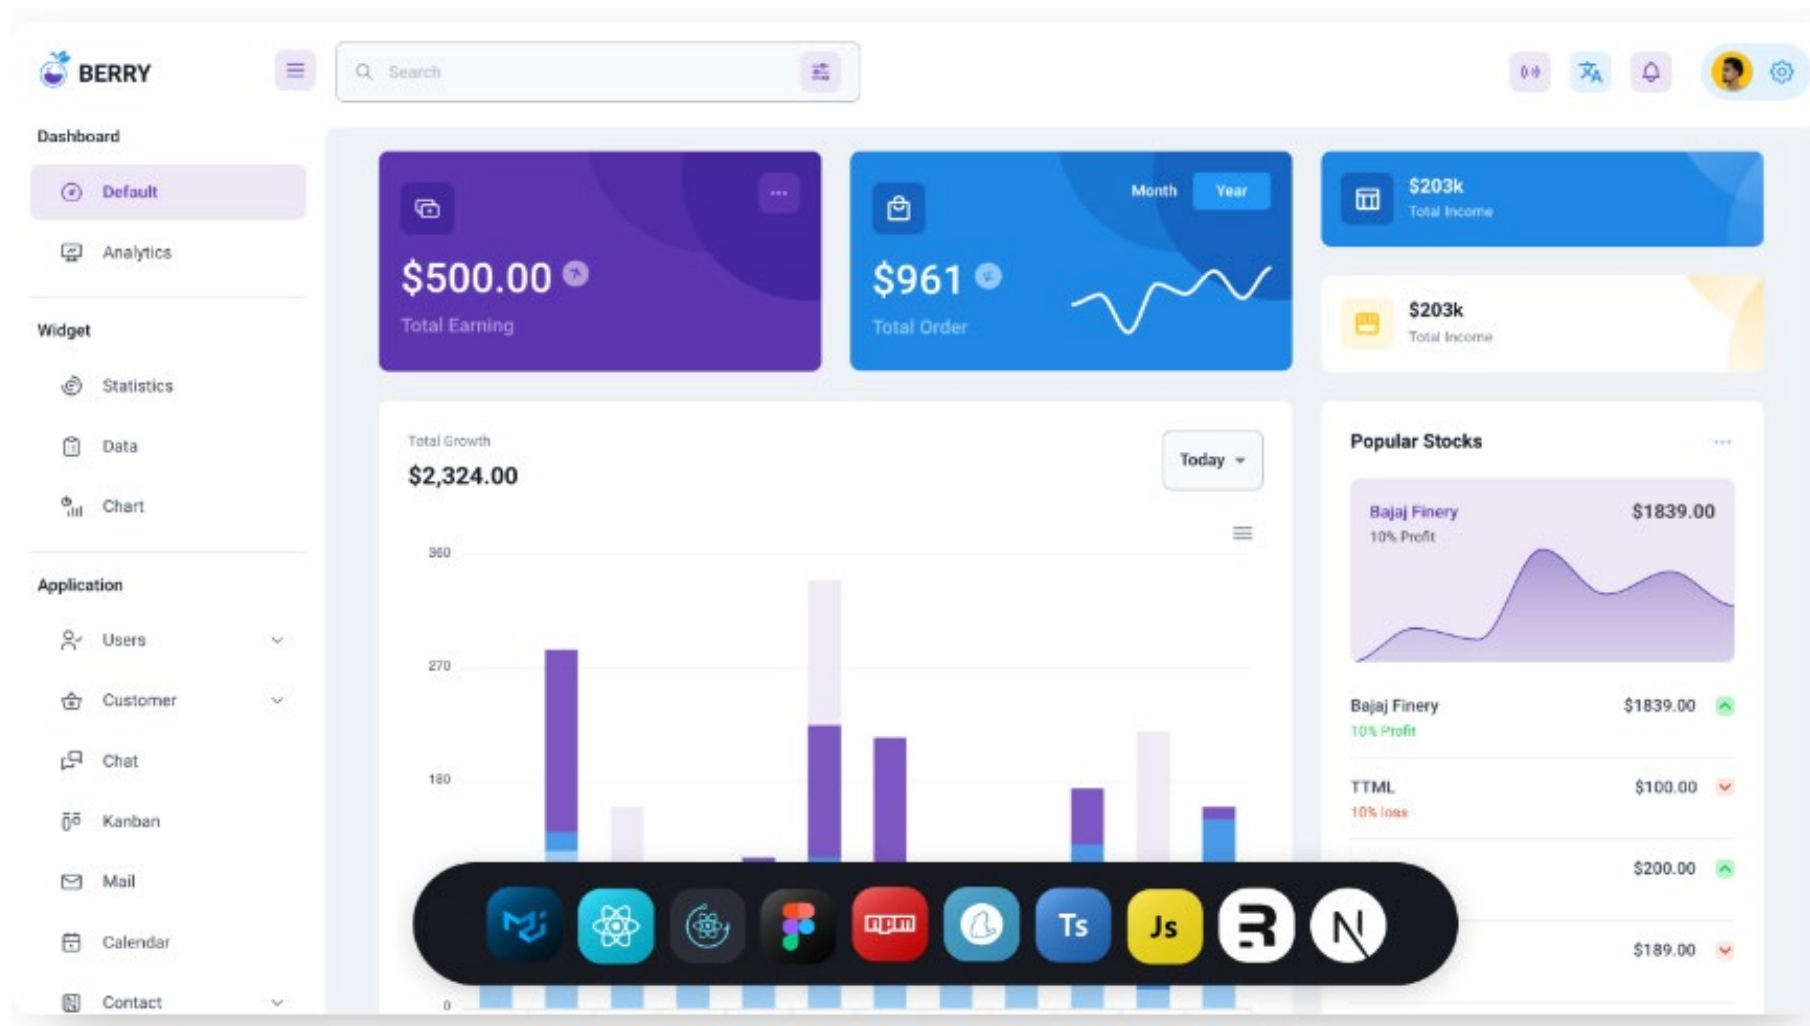 BERRY
Search
Dashboard
Default
Analytics
Widget
Statistics
Data
Chart
Application
Users
Customer
Chat
Kanban
Mail
Calendar
Contact
$500.00
Total Earning
Month
Year
$961
Total Order
$203k
Total Income
$203k
Total Income
Total Growth
$2,324.00
Today
360
270
180
0
Popular Stocks
Bajaj Finery
$1839.00
10% Profit
Bajaj Finery
$1839.00
10% Profit
TTML
$100.00
10% loss
$200.00
$189.00
npm
Ts
Js
R
N